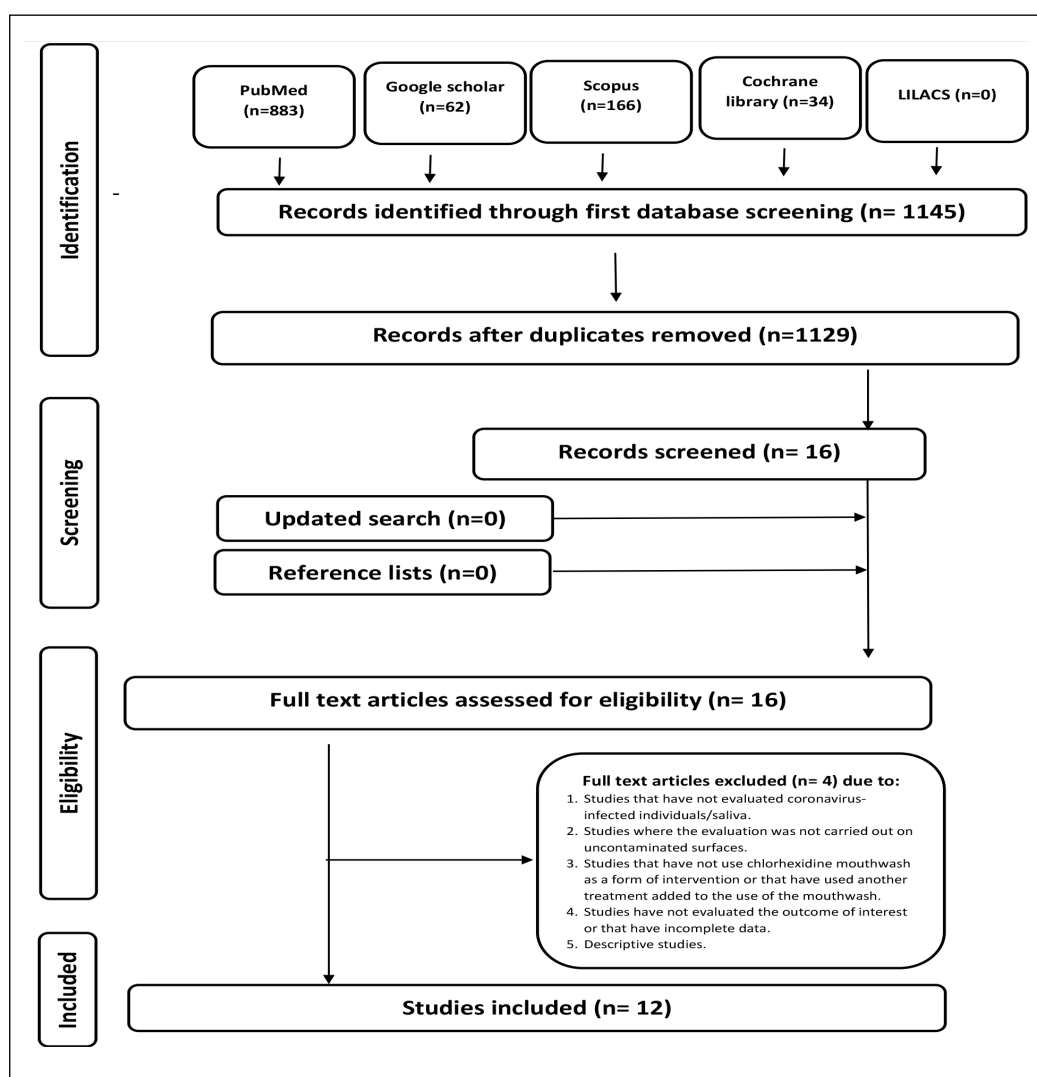 Identification
PubMed
(n=883)
Google scholar
(n=62)
Scopus
(n=166)
Cochrane
library (n=34)
LILACS (n=0)
Records identified through first database screening (n= 1145)
Records after duplicates removed (n=1129)
Screening
Records screened (n= 16)
Updated search (n=0)
Reference lists (n=0)
Eligibility
Full text articles assessed for eligibility (n= 16)
Full text articles excluded (n= 4) due to:
1. Studies that have not evaluated coronavirus-
infected individuals/saliva.
2. Studies where the evaluation was not carried out on
uncontaminated surfaces.
3. Studies that have not use chlorhexidine mouthwash
as a form of intervention or that have used another
treatment added to the use of the mouthwash.
4. Studies have not evaluated the outcome of interest
or that have incomplete data.
5. Descriptive studies.
Included
Studies included (n= 12)